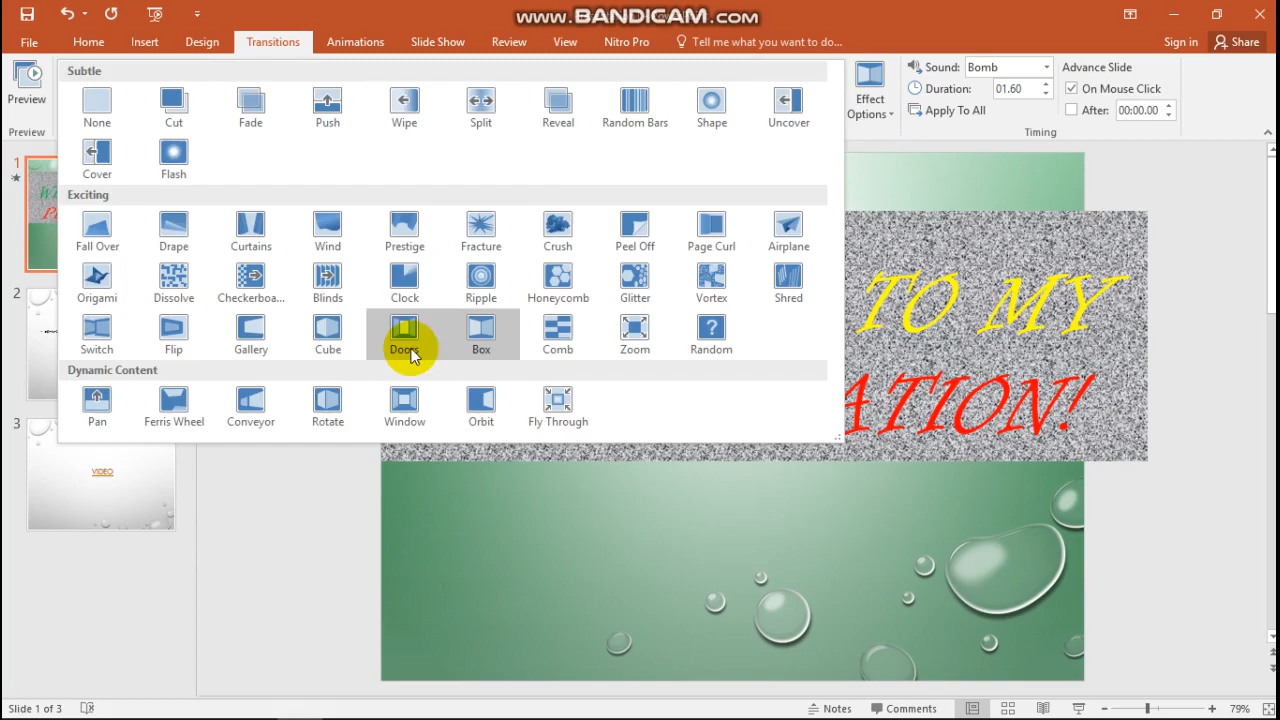 www.BANDICAM.com
File Home Insert Design Transitions Animations Slide Show Review View Nitro Pro Tell me what you want to do... Sign in Share
Preview
Preview
Subtle
None Cut Fade Push Wipe Split Reveal Random Bars Shape Uncover
Cover Flash
Exciting
Fall Over Drape Curtains Wind Prestige Fracture Crush Peel Off Page Curl Airplane
Origami Dissolve Checkerboa... Blinds Clock Ripple Honeycomb Glitter Vortex Shred
Switch Flip Gallery Cube Doors Box Comb Zoom Random
Dynamic Content
Pan Ferris Wheel Conveyor Rotate Window Orbit Fly Through
Effect Options
Sound: Bomb
Duration: 01.60
Apply To All
Advance Slide
On Mouse Click
After: 00:00.00
Timing
1
2
3
VIDEO
TO MY
ATION!
Slide 1 of 3 Notes Comments 79%